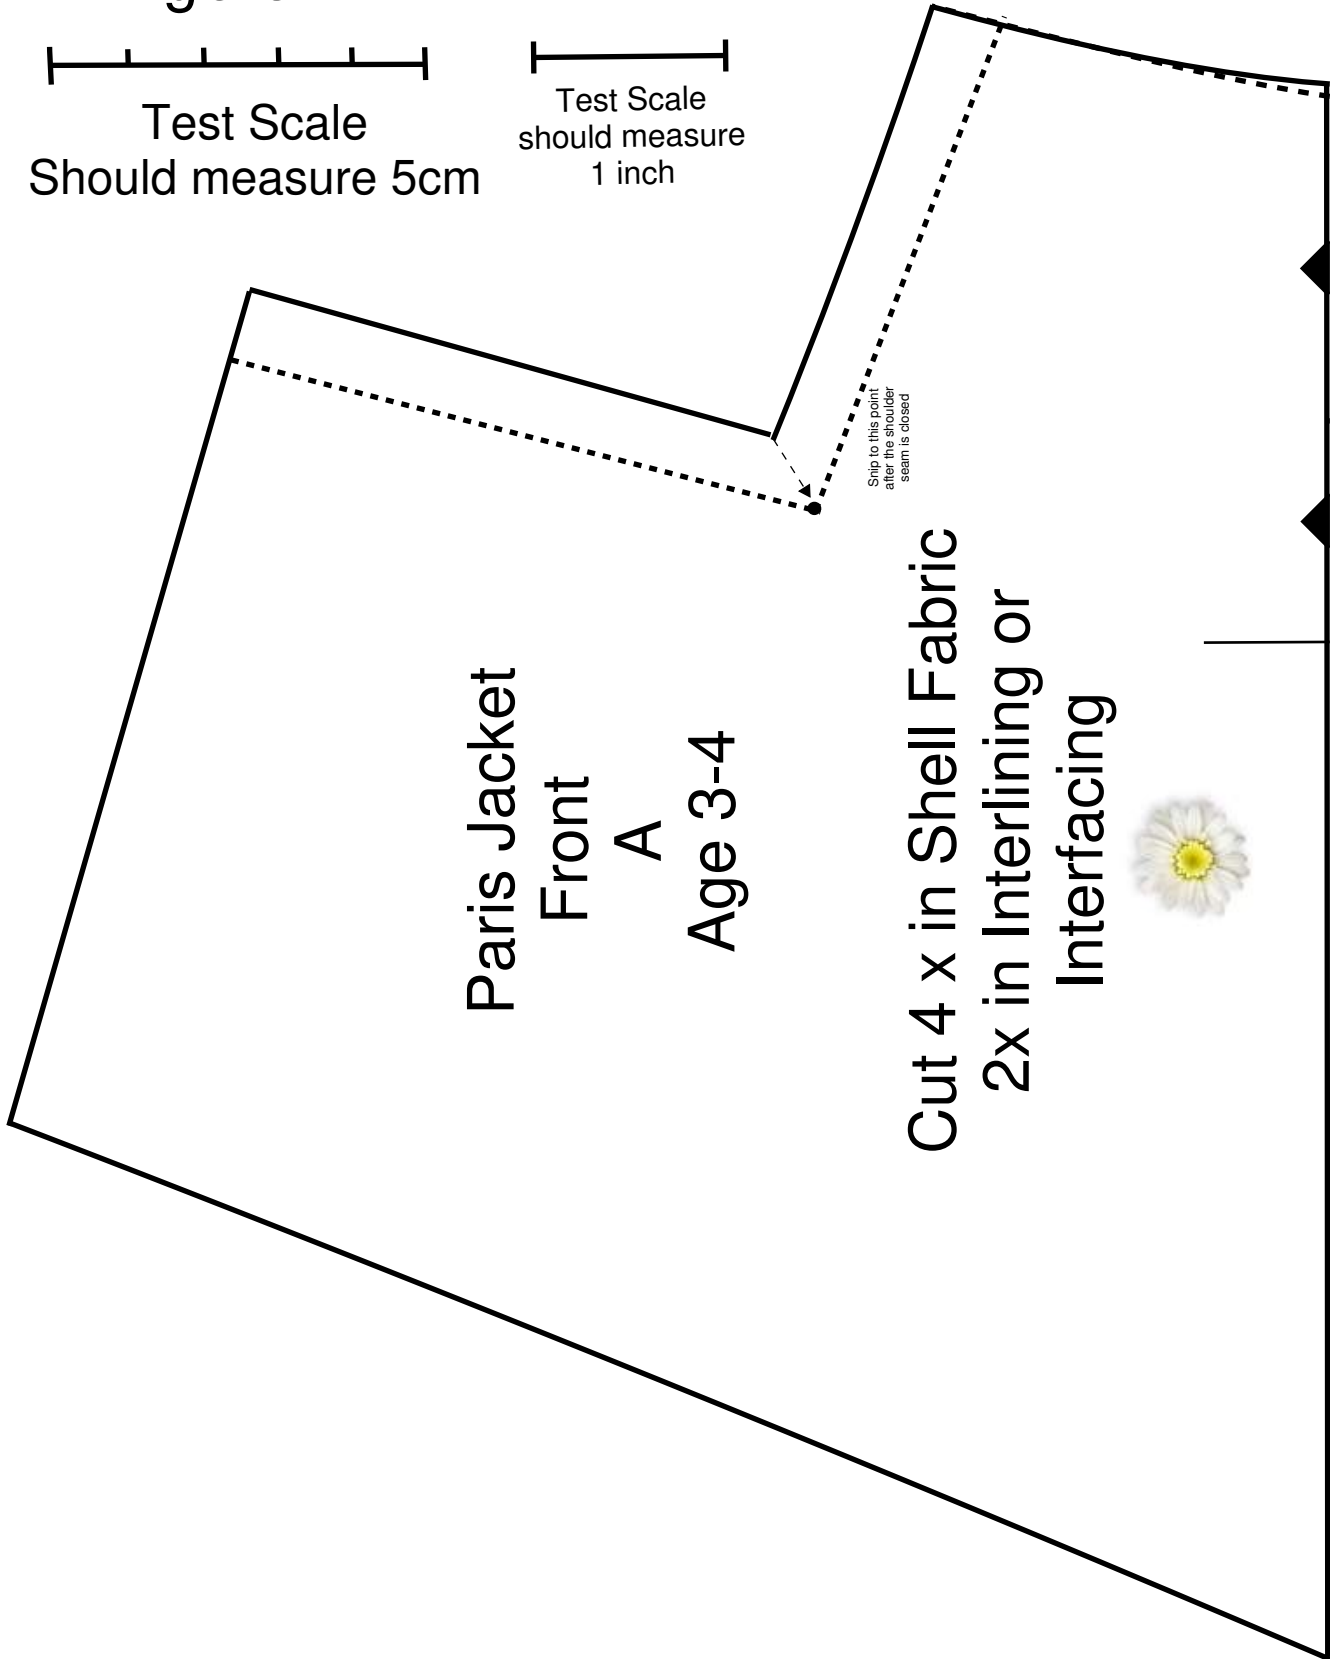 Test Scale
Should measure 5cm
Test Scale
should measure
1 inch
Snip to this point
after the shoulder
seam is closed
Paris Jacket
Front
A
Age 3-4
Cut 4 x in Shell Fabric
2x in Interlining or
Interfacing